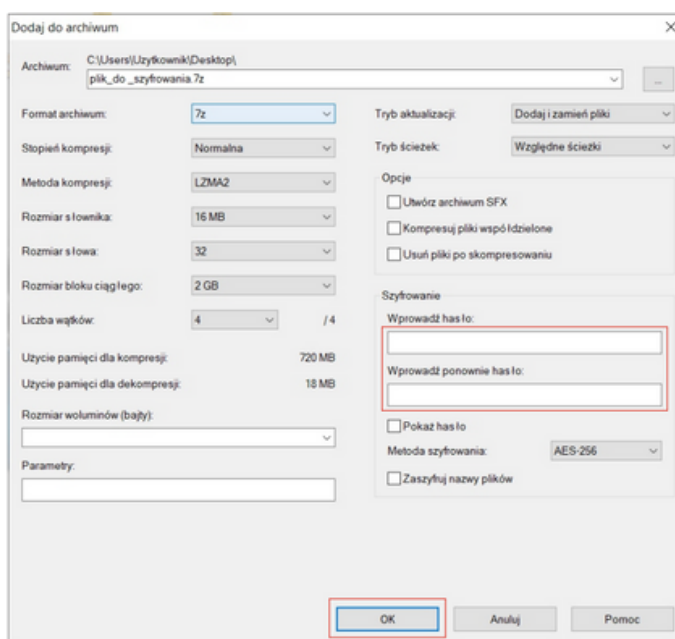 Dodaj do archiwum
Archiwum: C:\Users\Uzytkownik\Desktop\
plik_do _szyfrowania.7z
...
Format archiwum: 7z
Stopień kompresji: Normalna
Metoda kompresji: LZMA2
Rozmiar słownika: 16 MB
Rozmiar słowa: 32
Rozmiar bloku ciągłego: 2 GB
Liczba wątków: 4 / 4
Użycie pamięci dla kompresji: 720 MB
Użycie pamięci dla dekompresji: 18 MB
Rozmiar woluminów (bajty):
Parametry:
Tryb aktualizacji: Dodaj i zamień pliki
Tryb ścieżek: Względne ścieżki
Opcje
Utwórz archiwum SFX
Kompresuj pliki współdzielone
Usuń pliki po skompresowaniu
Szyfrowanie
Wprowadź hasło:
Wprowadź ponownie hasło:
Pokaż hasło
Metoda szyfrowania: AES-256
Zaszyfruj nazwy plików
OK Anuluj Pomoc